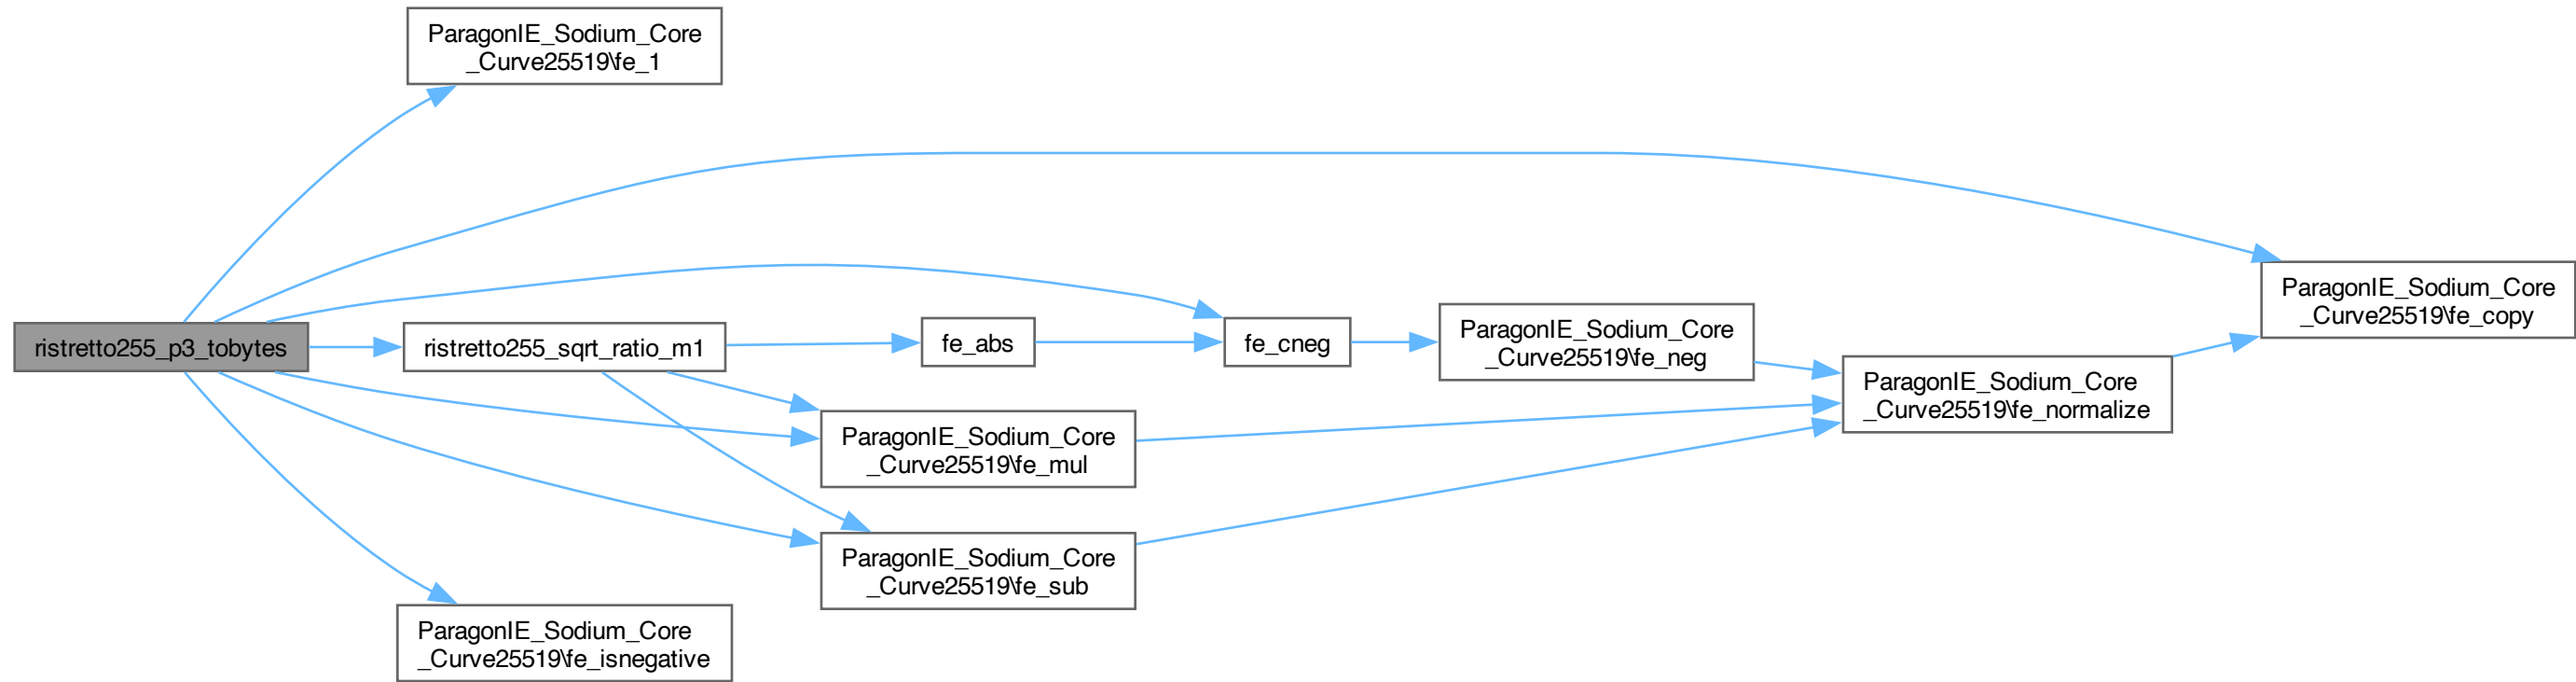 ParagonIE_Sodium_Core
_Curve25519\fe_1
ristretto255_p3_tobytes
ristretto255_sqrt_ratio_m1
fe_abs
fe_cneg
ParagonIE_Sodium_Core
_Curve25519\fe_neg
ParagonIE_Sodium_Core
_Curve25519\fe_copy
ParagonIE_Sodium_Core
_Curve25519\fe_normalize
ParagonIE_Sodium_Core
_Curve25519\fe_mul
ParagonIE_Sodium_Core
_Curve25519\fe_sub
ParagonIE_Sodium_Core
_Curve25519\fe_isnegative